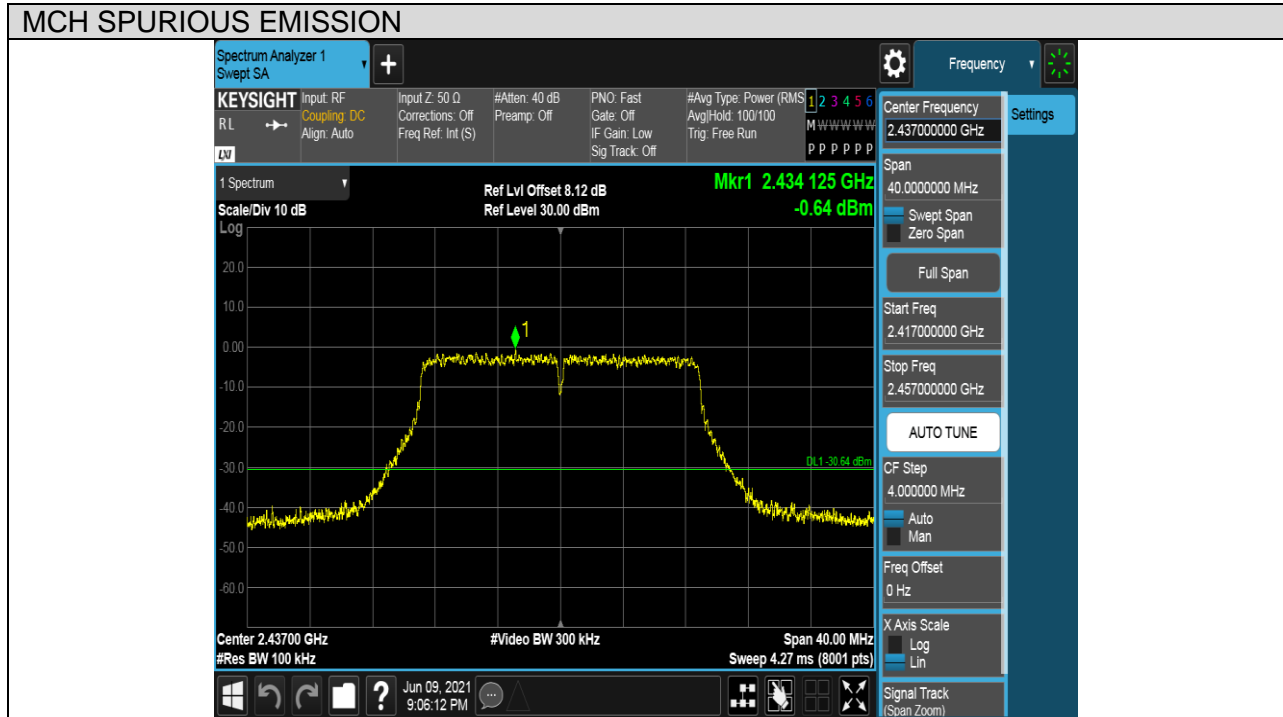 MCH SPURIOUS EMISSION
Spectrum Analyzer 1
Swept SA
Frequency
KEYSIGHT
RL
LXI
Input: RF
Coupling: DC
Align: Auto
Input Z: 50 Ω
Corrections: Off
Freq Ref: Int (S)
#Atten: 40 dB
Preamp: Off
PNO: Fast
Gate: Off
IF Gain: Low
Sig Track: Off
#Avg Type: Power (RMS
Avg|Hold: 100/100
Trig: Free Run
1 2 3 4 5 6
M W W W W W
P P P P P P
1 Spectrum
Scale/Div 10 dB
Ref Lvl Offset 8.12 dB
Ref Level 30.00 dBm
Mkr1 2.434 125 GHz
-0.64 dBm
Log
20.0
10.0
0.00
-10.0
-20.0
-30.0
-40.0
-50.0
-60.0
1
DL1 -30.64 dBm
Center 2.43700 GHz
#Res BW 100 kHz
#Video BW 300 kHz
Span 40.00 MHz
Sweep 4.27 ms (8001 pts)
Jun 09, 2021
9:06:12 PM
?
Center Frequency
2.437000000 GHz
Settings
Span
40.0000000 MHz
Swept Span
Zero Span
Full Span
Start Freq
2.417000000 GHz
Stop Freq
2.457000000 GHz
AUTO TUNE
CF Step
4.000000 MHz
Auto
Man
Freq Offset
0 Hz
X Axis Scale
Log
Lin
Signal Track
(Span Zoom)